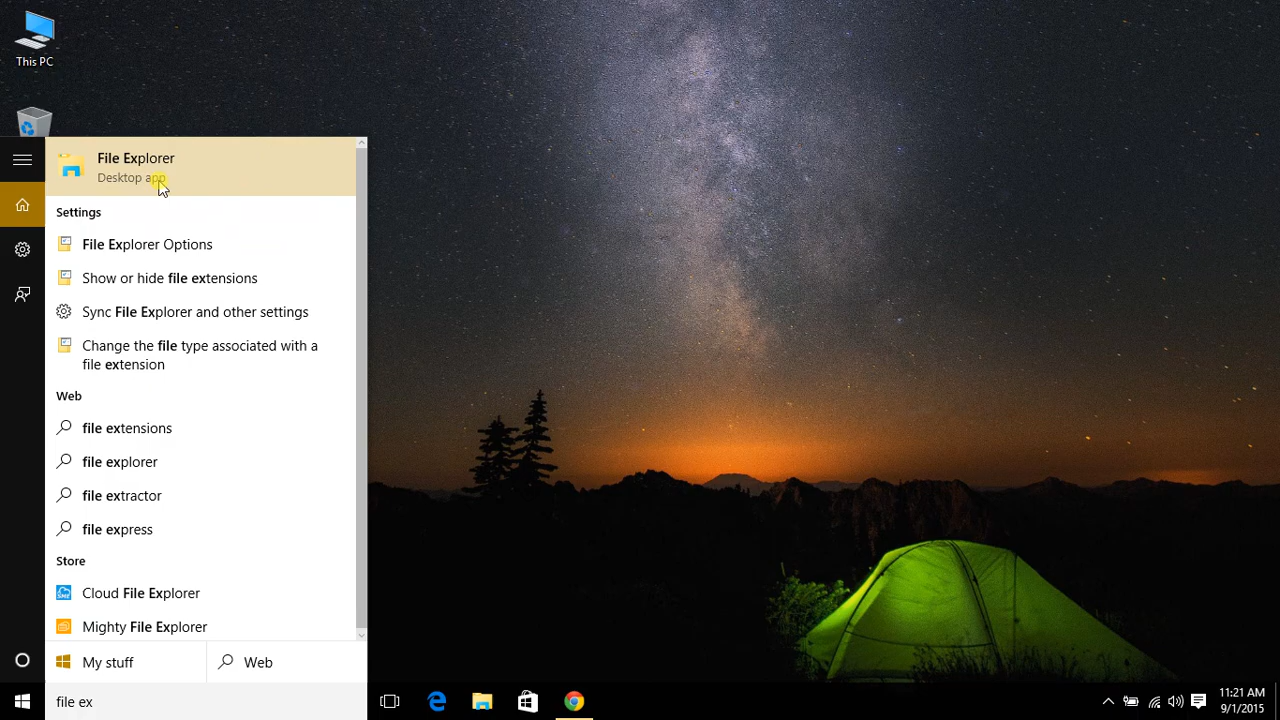 This PC
File Explorer
Desktop app
Settings
File Explorer Options
Show or hide file extensions
Sync File Explorer and other settings
Change the file type associated with a
file extension
Web
file extensions
file explorer
file extractor
file express
Store
Cloud File Explorer
Mighty File Explorer
My stuff
Web
file ex
11:21 AM
9/1/2015